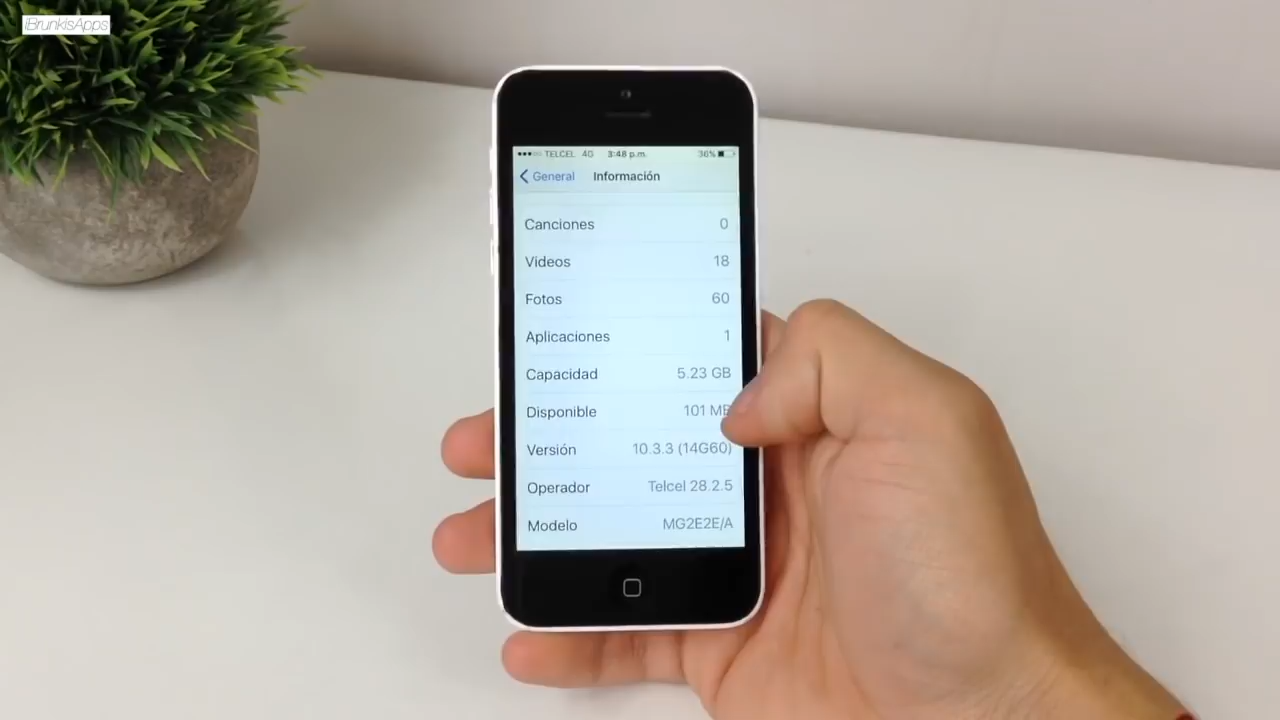 iBrunkisApps
TELCEL 4G 3:48 p.m. 36%
General Información
Canciones 0
Videos 18
Fotos 60
Aplicaciones 1
Capacidad 5.23 GB
Disponible 101 MB
Versión 10.3.3 (14G60)
Operador Telcel 28.2.5
Modelo MG2E2E/A